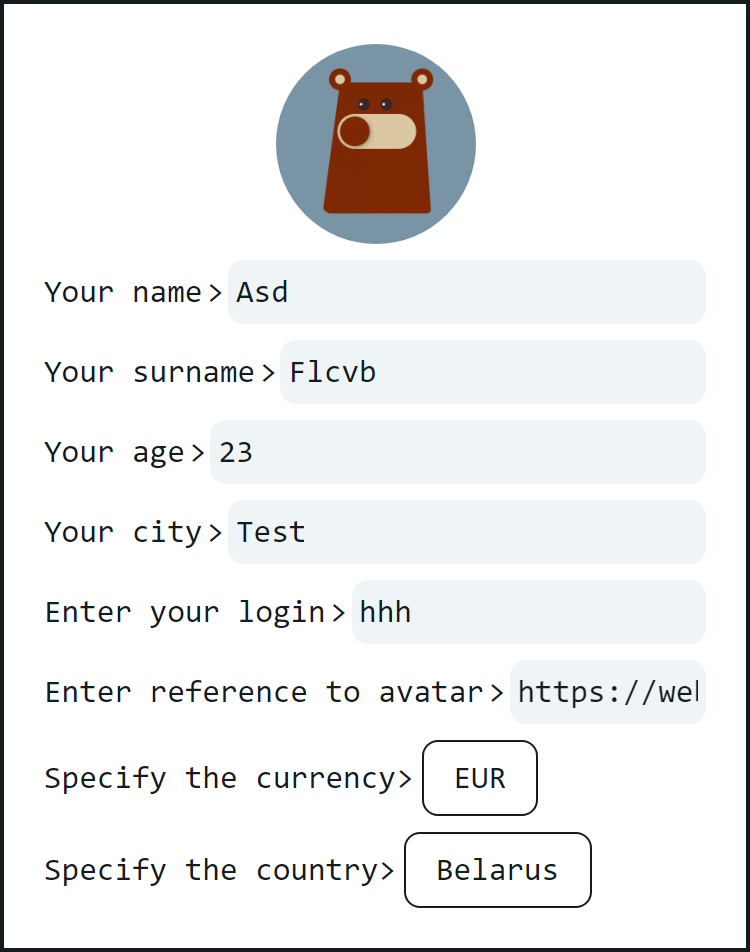 Your name> Asd
Your surname> Flcvb
Your age> 23
Your city> Test
Enter your login> hhh
Enter reference to avatar> https://we
Specify the currency> EUR
Specify the country> Belarus